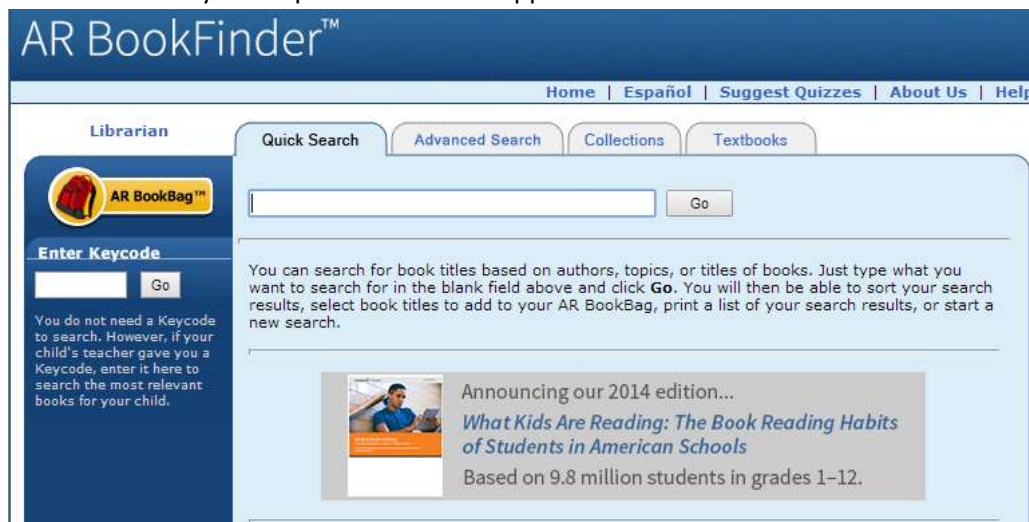 AR BookFinder™
Home | Español | Suggest Quizzes | About Us | Help
Librarian
Quick Search
Advanced Search
Collections
Textbooks
AR BookBag™
Go
Enter Keycode
Go
You do not need a Keycode
to search. However, if your
child's teacher gave you a
Keycode, enter it here to
search the most relevant
books for your child.
You can search for book titles based on authors, topics, or titles of books. Just type what you
want to search for in the blank field above and click Go. You will then be able to sort your search
results, select book titles to add to your AR BookBag, print a list of your search results, or start a
new search.
Announcing our 2014 edition...
What Kids Are Reading: The Book Reading Habits
of Students in American Schools
Based on 9.8 million students in grades 1–12.